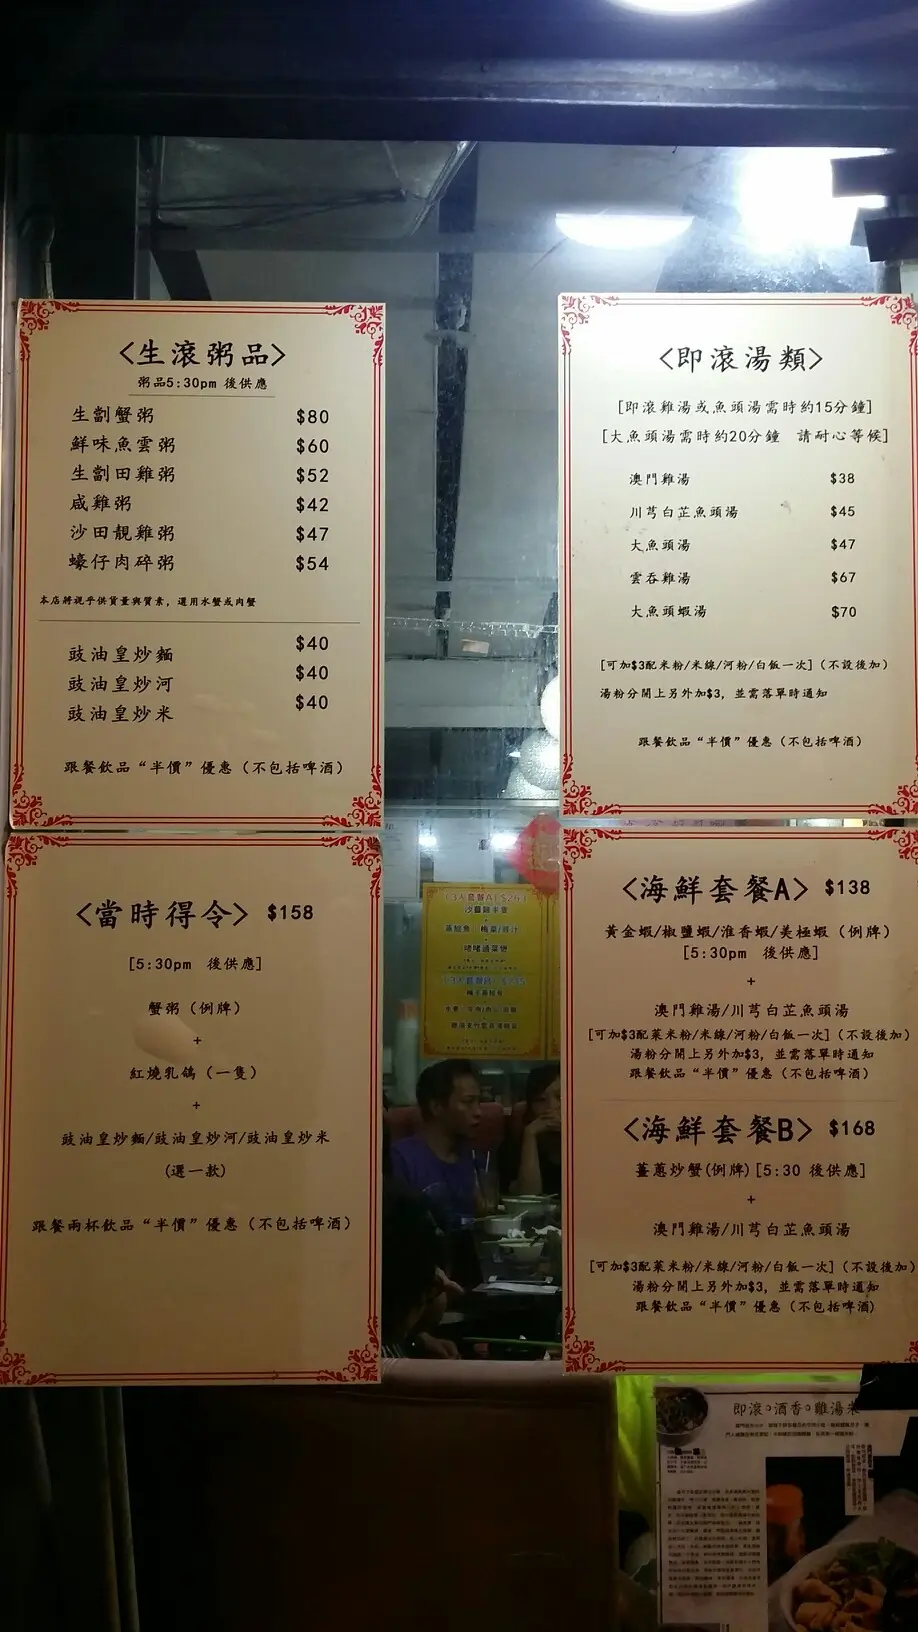 <生滾粥品>
粥品5:30pm 後供應
生劏蟹粥 $80
鮮味魚雲粥 $60
生劏田雞粥 $52
咸雞粥 $42
沙田靚雞粥 $47
蠔仔肉碎粥 $54
本店將視乎供貨量與質素，選用水蟹或肉蟹
豉油皇炒麵 $40
豉油皇炒河 $40
豉油皇炒米 $40
跟餐飲品“半價”優惠（不包括啤酒）
<即滾湯類>
[即滾雞湯或魚頭湯需時約15分鐘]
[大魚頭湯需時約20分鐘 請耐心等候]
澳門雞湯 $38
川芎白芷魚頭湯 $45
大魚頭湯 $47
雲吞雞湯 $67
大魚頭蝦湯 $70
[可加$3配米粉/米線/河粉/白飯一次]（不設後加）
湯粉分開上另外加$3，並需落單時通知
跟餐飲品“半價”優惠（不包括啤酒）
<當時得令> $158
[5:30pm 後供應]
蟹粥（例牌）
+
紅燒乳鴿（一隻）
+
豉油皇炒麵/豉油皇炒河/豉油皇炒米
(選一款)
跟餐兩杯飲品“半價”優惠（不包括啤酒）
<海鮮套餐A> $138
黃金蝦/椒鹽蝦/淮香蝦/美極蝦（例牌）
[5:30pm 後供應]
+
澳門雞湯/川芎白芷魚頭湯
[可加$3配菜米粉/米線/河粉/白飯一次]（不設後加）
湯粉分開上另外加$3，並需落單時通知
跟餐飲品“半價”優惠（不包括啤酒）
<海鮮套餐B> $168
薑蔥炒蟹(例牌)[5:30 後供應]
+
澳門雞湯/川芎白芷魚頭湯
[可加$3配菜米粉/米線/河粉/白飯一次]（不設後加）
湯粉分開上另外加$3，並需落單時通知
跟餐飲品“半價”優惠（不包括啤酒）
即滾。酒香。雞湯米